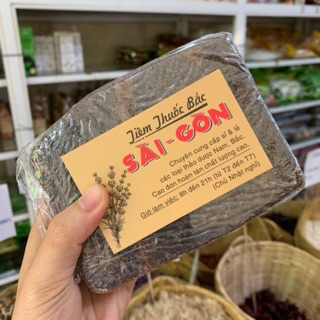 Tiệm Thuốc Bắc
SÀI-GÒN
Chuyên cung cấp sỉ & lẻ
các loại thảo dược Nam, Bắc.
Cao đơn hoàn tán chất lượng cao.
Giờ làm việc: 8h đến 21h (từ T2 đến T7)
(Chủ Nhật nghỉ)